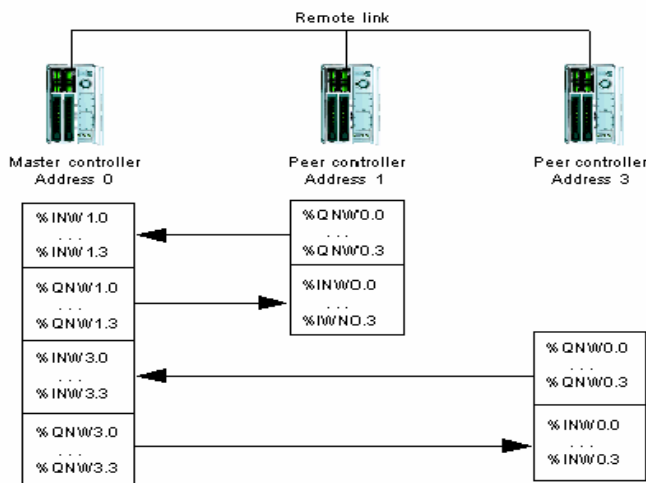 Remote link
Master controller
Address 0
Peer controller
Address 1
Peer controller
Address 3
%INW1.0
...
%INW1.3
%QNW1.0
...
%QNW1.3
%INW3.0
...
%INW3.3
%QNW3.0
...
%QNW3.3
%QNW0.0
...
%QNW0.3
%INW0.0
...
%IWN0.3
%QNW0.0
...
%QNW0.3
%INW0.0
...
%INW0.3